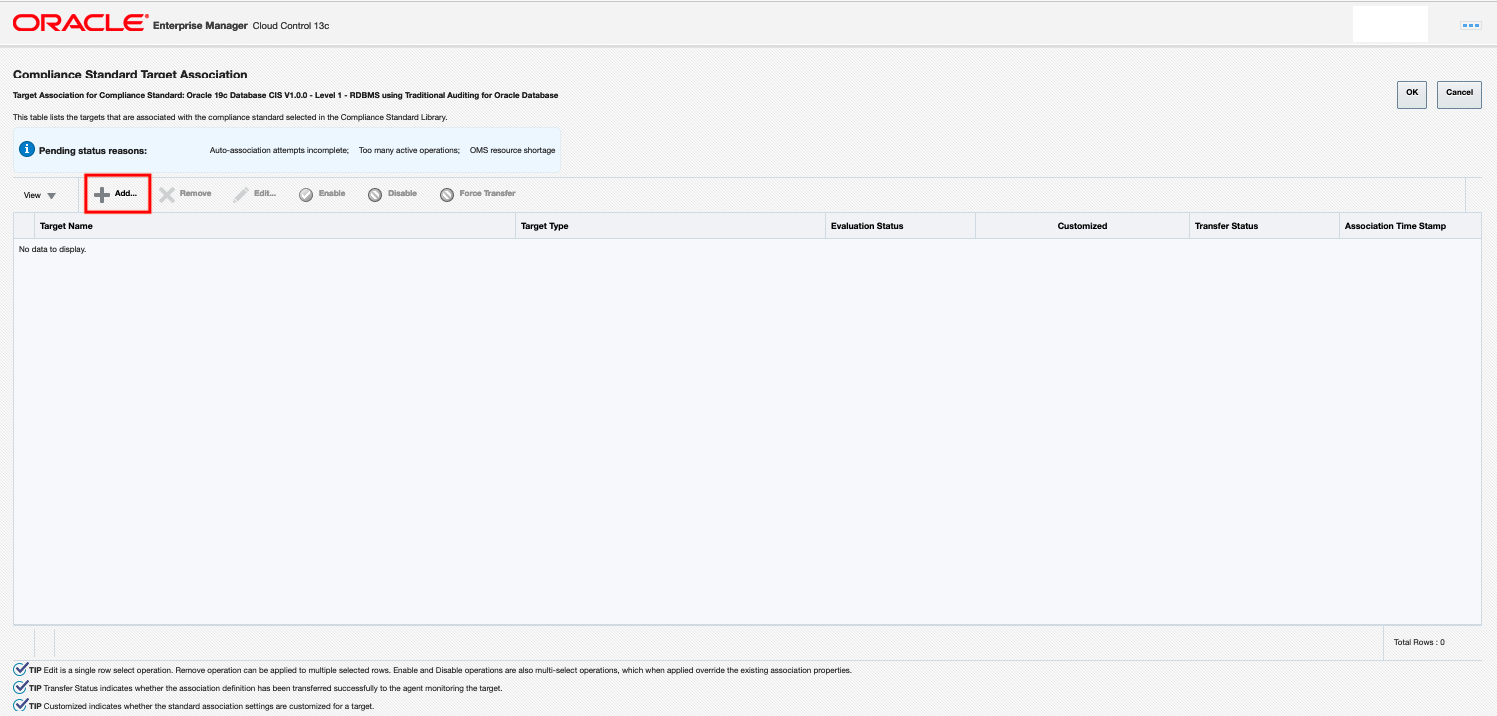 ORACLE Enterprise Manager Cloud Control 13c
Compliance Standard Target Association
Target Association for Compliance Standard: Oracle 19c Database CIS V1.0.0 - Level 1 - RDBMS using Traditional Auditing for Oracle Database
OK Cancel
This table lists the targets that are associated with the compliance standard selected in the Compliance Standard Library.
Pending status reasons: Auto-association attempts incomplete; Too many active operations; OMS resource shortage
View Add... Remove Edit... Enable Disable Force Transfer
Target Name Target Type Evaluation Status Customized Transfer Status Association Time Stamp
No data to display.
Total Rows : 0
TIP Edit is a single row select operation. Remove operation can be applied to multiple selected rows. Enable and Disable operations are also multi-select operations, which when applied override the existing association properties.
TIP Transfer Status indicates whether the association definition has been transferred successfully to the agent monitoring the target.
TIP Customized indicates whether the standard association settings are customized for a target.